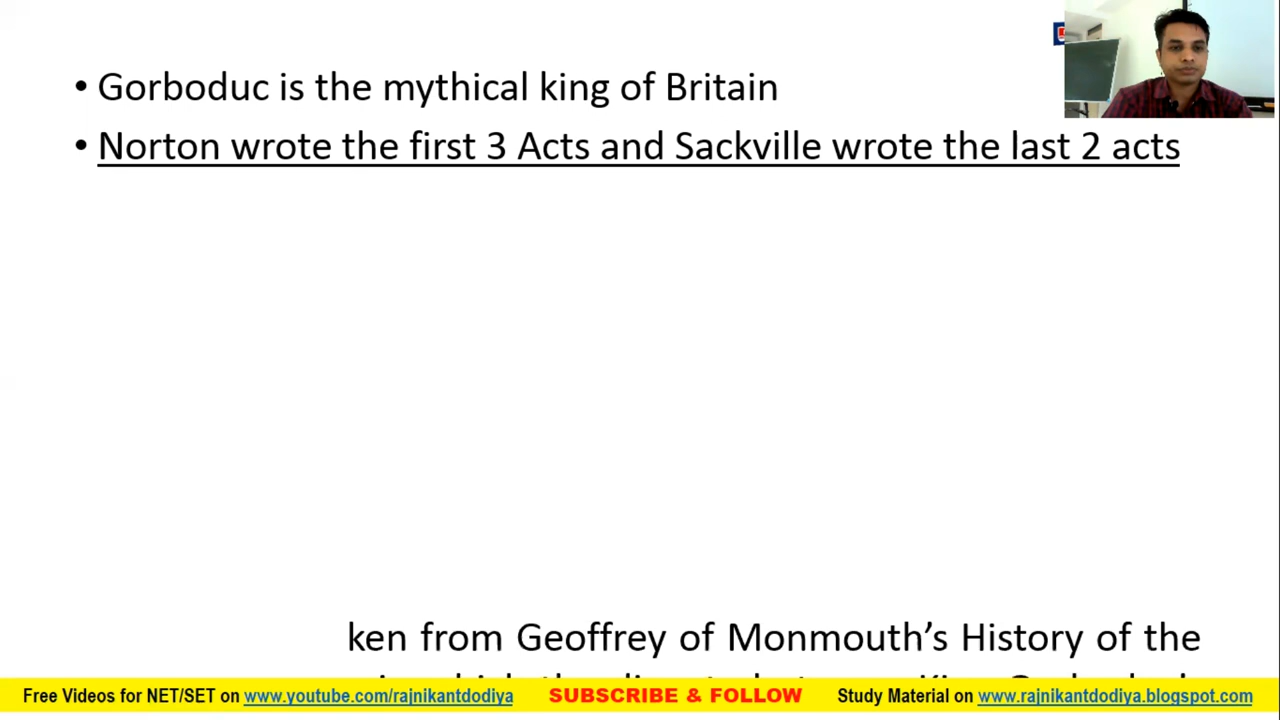 • Gorboduc is the mythical king of Britain
• Norton wrote the first 3 Acts and Sackville wrote the last 2 acts
ken from Geoffrey of Monmouth’s History of the
Free Videos for NET/SET on www.youtube.com/rajnikantdodiya SUBSCRIBE & FOLLOW Study Material on www.rajnikantdodiya.blogspot.com